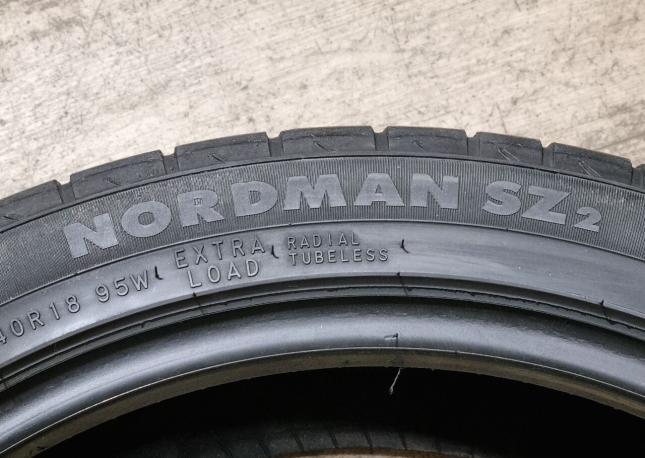 NORDMAN SZ2
40R18 95W EXTRA LOAD RADIAL TUBELESS